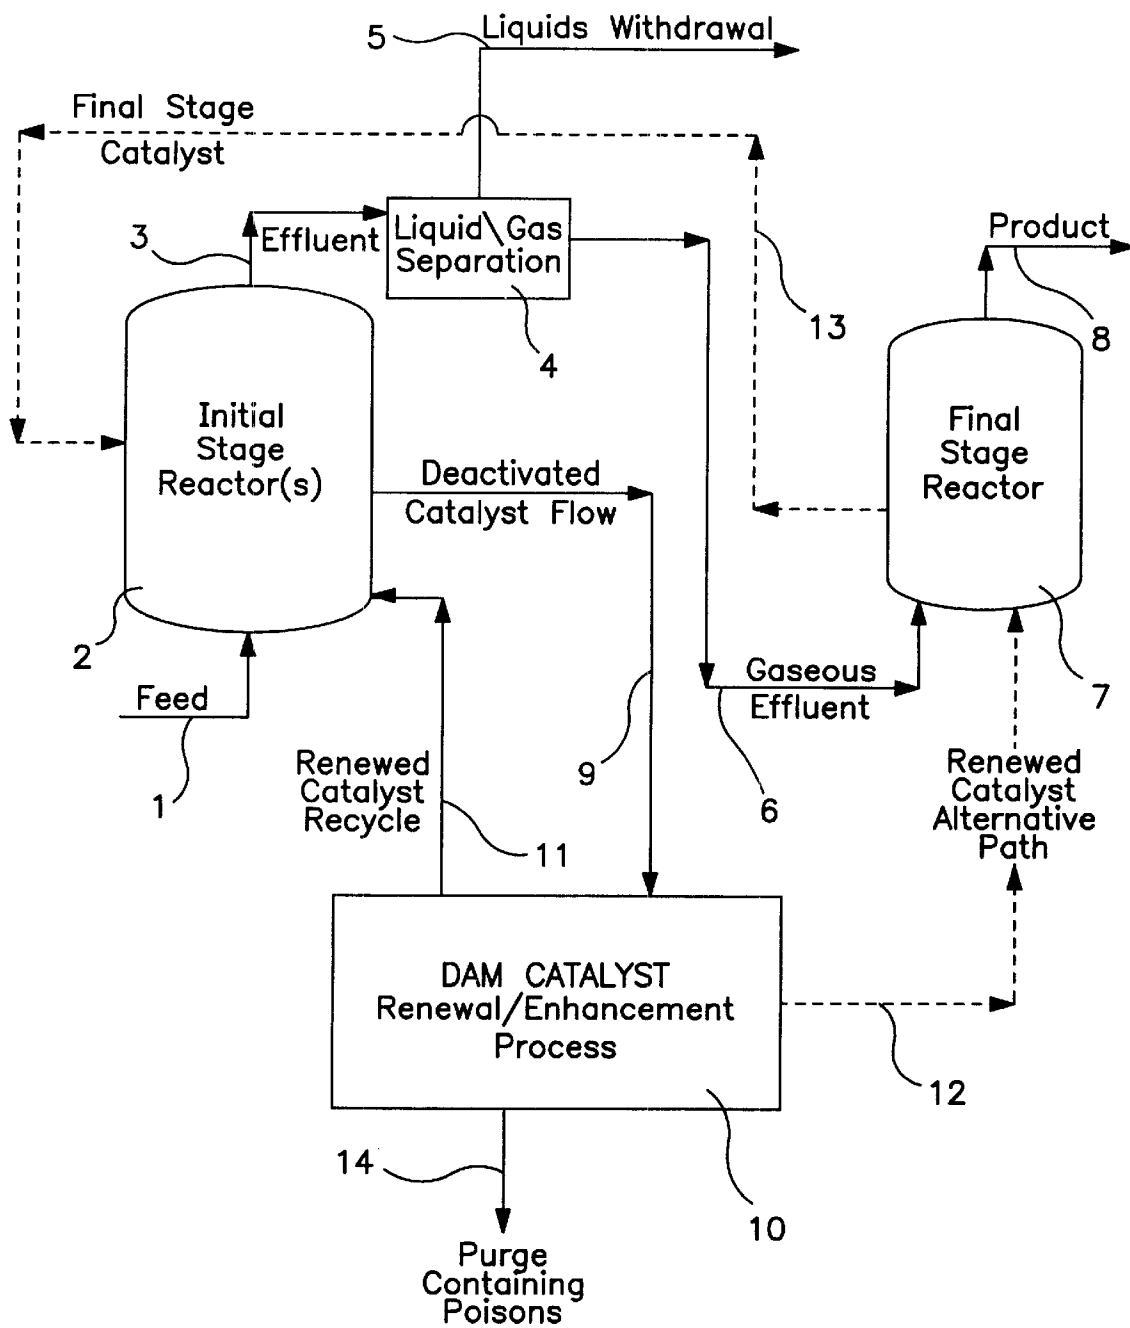 5
Liquids Withdrawal
Final Stage
Catalyst
3
Effluent
Liquid\Gas
Separation
4
13
Product
8
Initial
Stage
Reactor(s)
Final
Stage
Reactor
Deactivated
Catalyst Flow
2
Feed
1
9
Gaseous
Effluent
6
7
Renewed
Catalyst
Recycle
11
Renewed
Catalyst
Alternative
Path
DAM CATALYST
Renewal/Enhancement
Process
12
14
10
Purge
Containing
Poisons